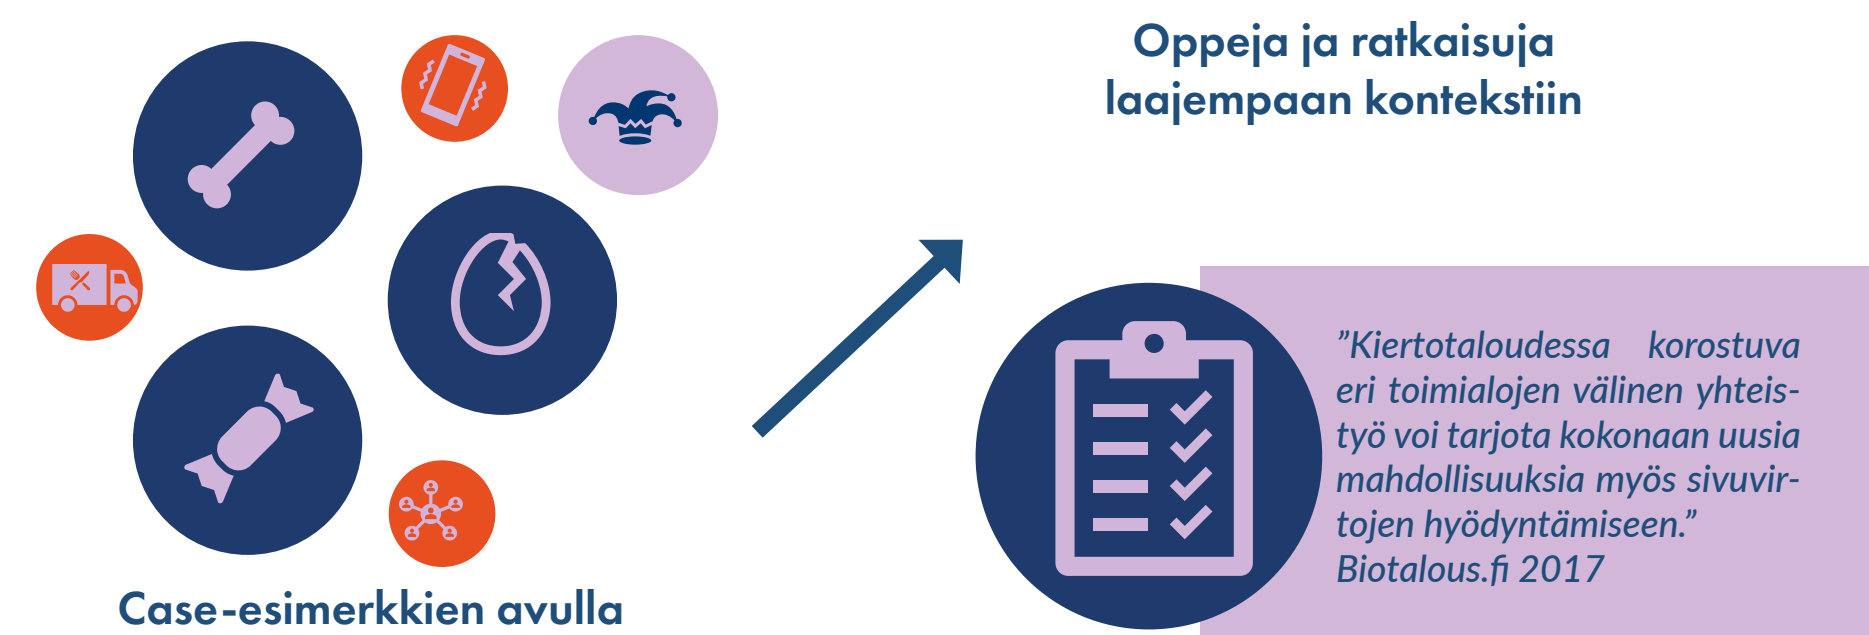 Oppeja ja ratkaisuja
laajempaan kontekstiin
"Kiertotaloudessa korostuva
eri toimialojen välinen yhteis-
työ voi tarjota kokonaan uusia
mahdollisuuksia myös sivuvir-
tojen hyödyntämiseen."
Biotalous.fi 2017
Case-esimerkkien avulla